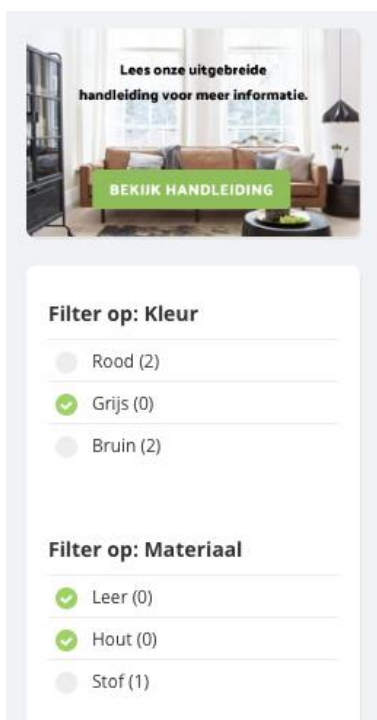 Lees onze uitgebreide
handleiding voor meer informatie.
BEKIJK HANDLEIDING
Filter op: Kleur
Rood (2)
Grijs (0)
Bruin (2)
Filter op: Materiaal
Leer (0)
Hout (0)
Stof (1)